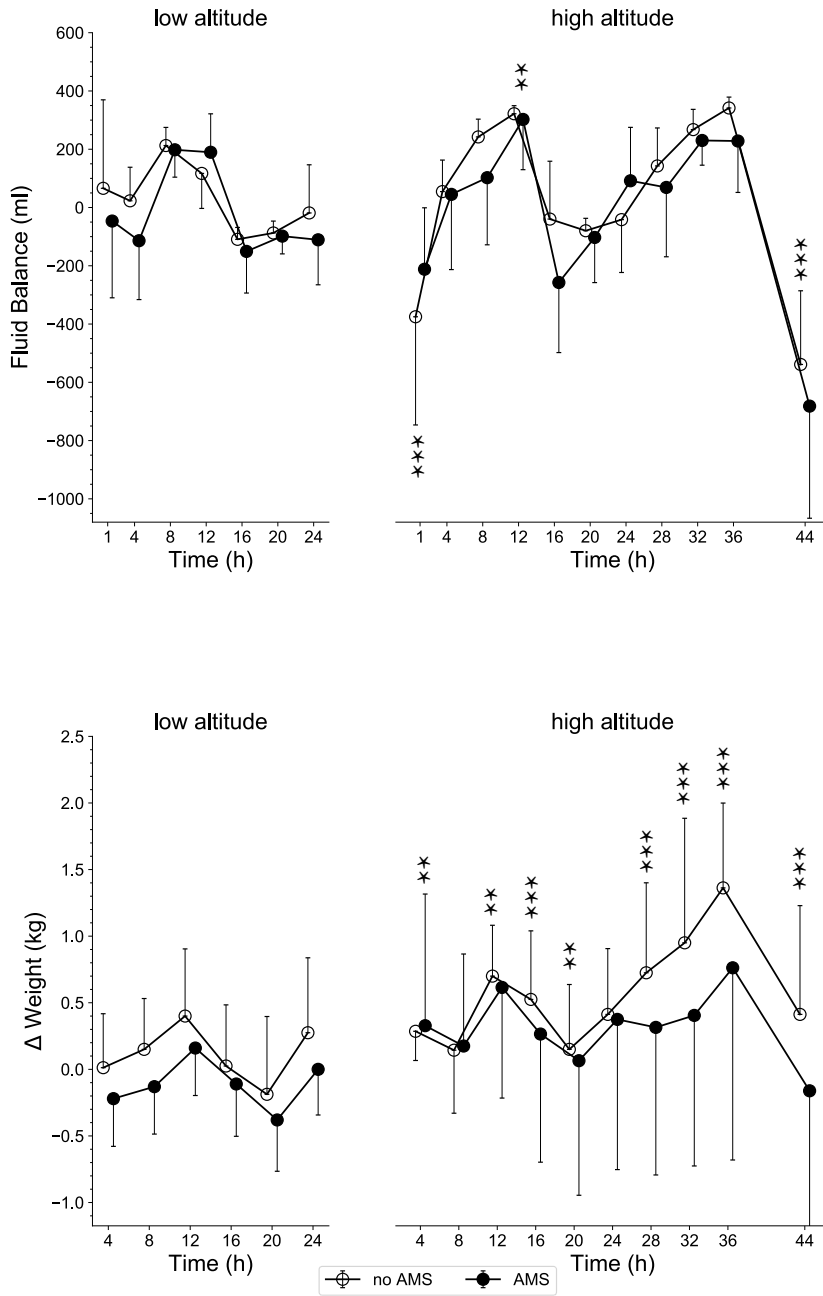 low altitude
high altitude
Fluid Balance (ml)
600
400
200
0
−200
−400
−600
−800
−1000
1 4 8 12 16 20 24
Time (h)
1 4 8 12 16 20 24 28 32 36 44
Time (h)
low altitude
high altitude
Δ Weight (kg)
2.5
2.0
1.5
1.0
0.5
0.0
−0.5
−1.0
4 8 12 16 20 24
Time (h)
4 8 12 16 20 24 28 32 36 44
Time (h)
no AMS
AMS